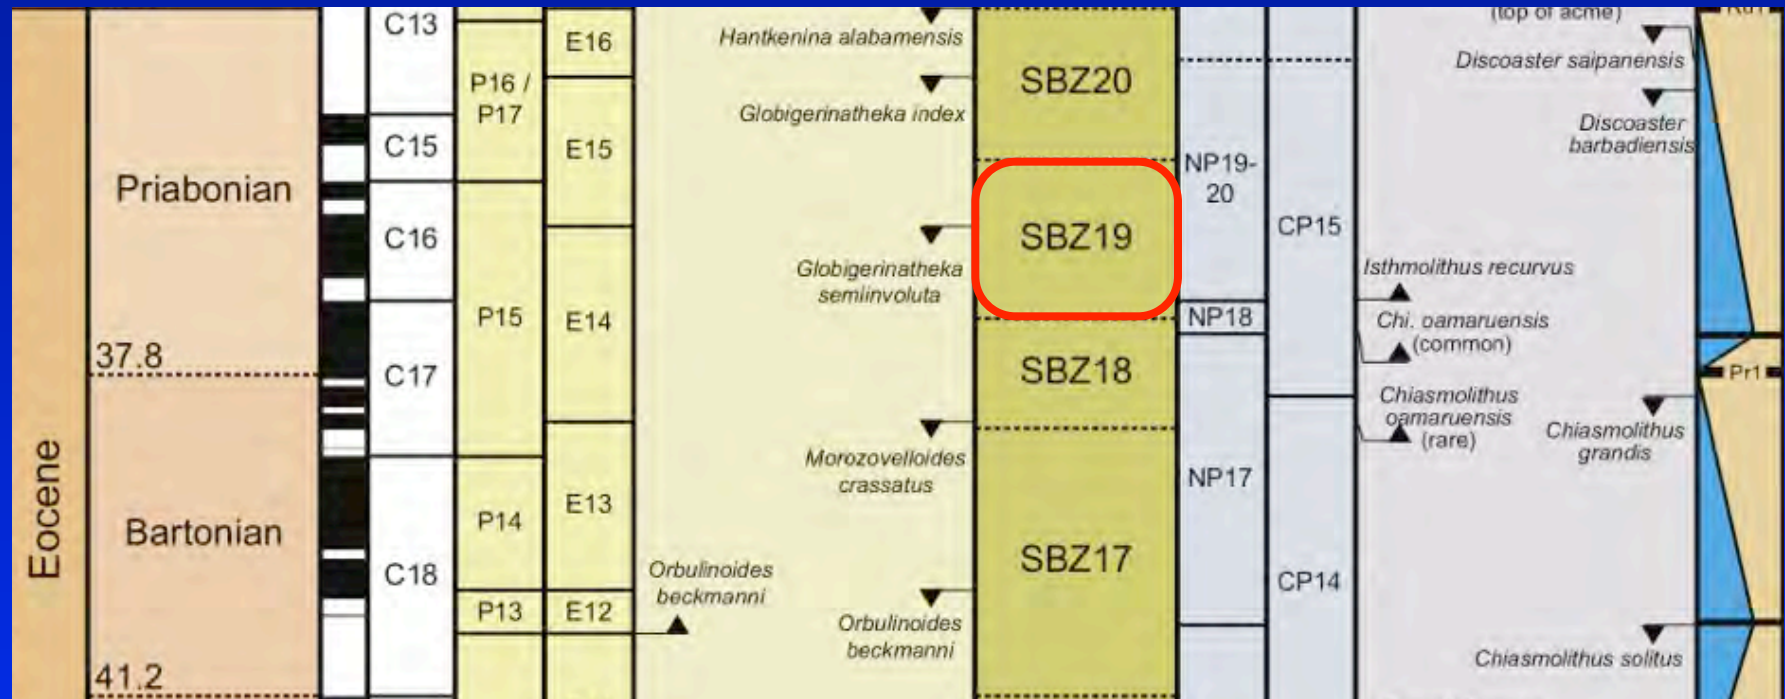 Eocene
Priabonian
37.8
Bartonian
41.2
C13
C15
C16
C17
C18
P16 /
P17
P15
P14
P13
E16
E15
E14
E13
E12
Orbulinoides
beckmanni
Hantkenina alabamensis
Globigerinatheka index
Globigerinatheka
semiinvoluta
Morozovelloides
crassatus
Orbulinoides
beckmanni
SBZ20
SBZ19
SBZ18
SBZ17
NP19-
20
NP18
NP17
CP15
CP14
Isthmolithus recurvus
Chi. oamaruensis
(common)
Chiasmolithus
oamaruensis
(rare)
(top of acme)
Discoaster saipanensis
Discoaster
barbadiensis
Chiasmolithus
grandis
Chiasmolithus solitus
Pr1